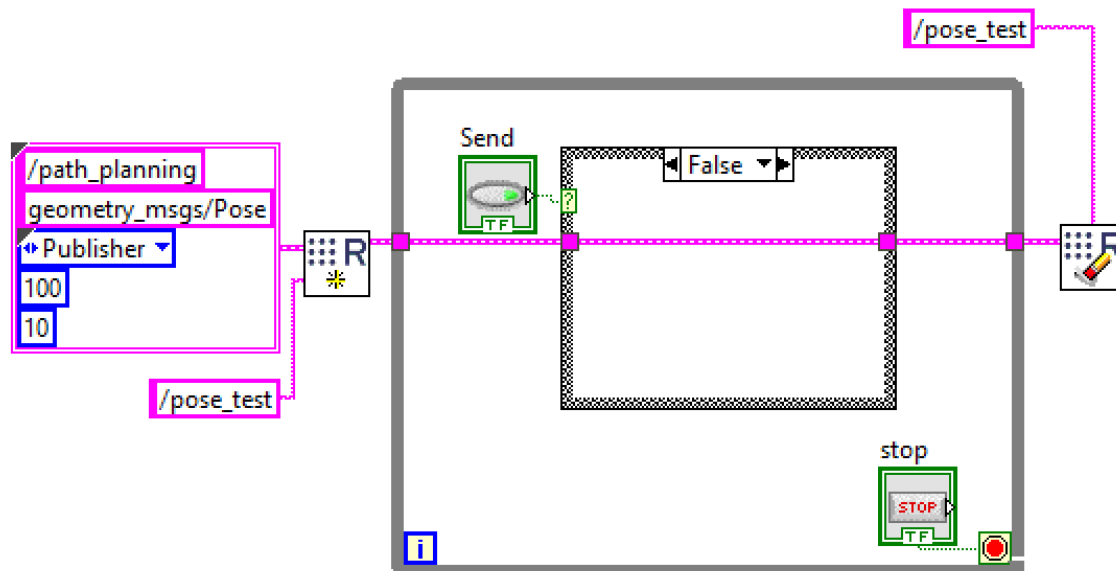 /pose_test
Send
False
?
TF
/path_planning
geometry_msgs/Pose
Publisher
100
10
R
R
/pose_test
stop
STOP
TF
i